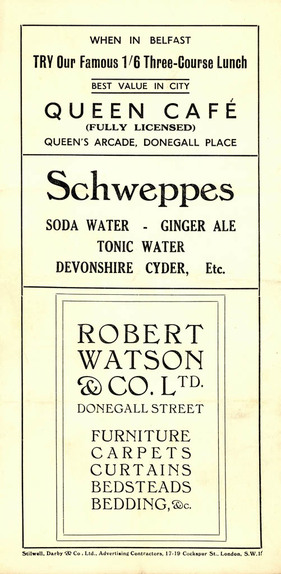 WHEN IN BELFAST
TRY Our Famous 1/6 Three-Course Lunch
BEST VALUE IN CITY
QUEEN CAFÉ
(FULLY LICENSED)
QUEEN'S ARCADE, DONEGALL PLACE
Schweppes
SODA WATER - GINGER ALE
TONIC WATER
DEVONSHIRE CYDER, Etc.
ROBERT
WATSON
& CO. LTD.
DONEGALL STREET
FURNITURE
CARPETS
CURTAINS
BEDSTEADS
BEDDING, &c.
Stilwell, Darby & Co. Ltd., Advertising Contractors, 17-19 Cockspur St., London, S.W.1